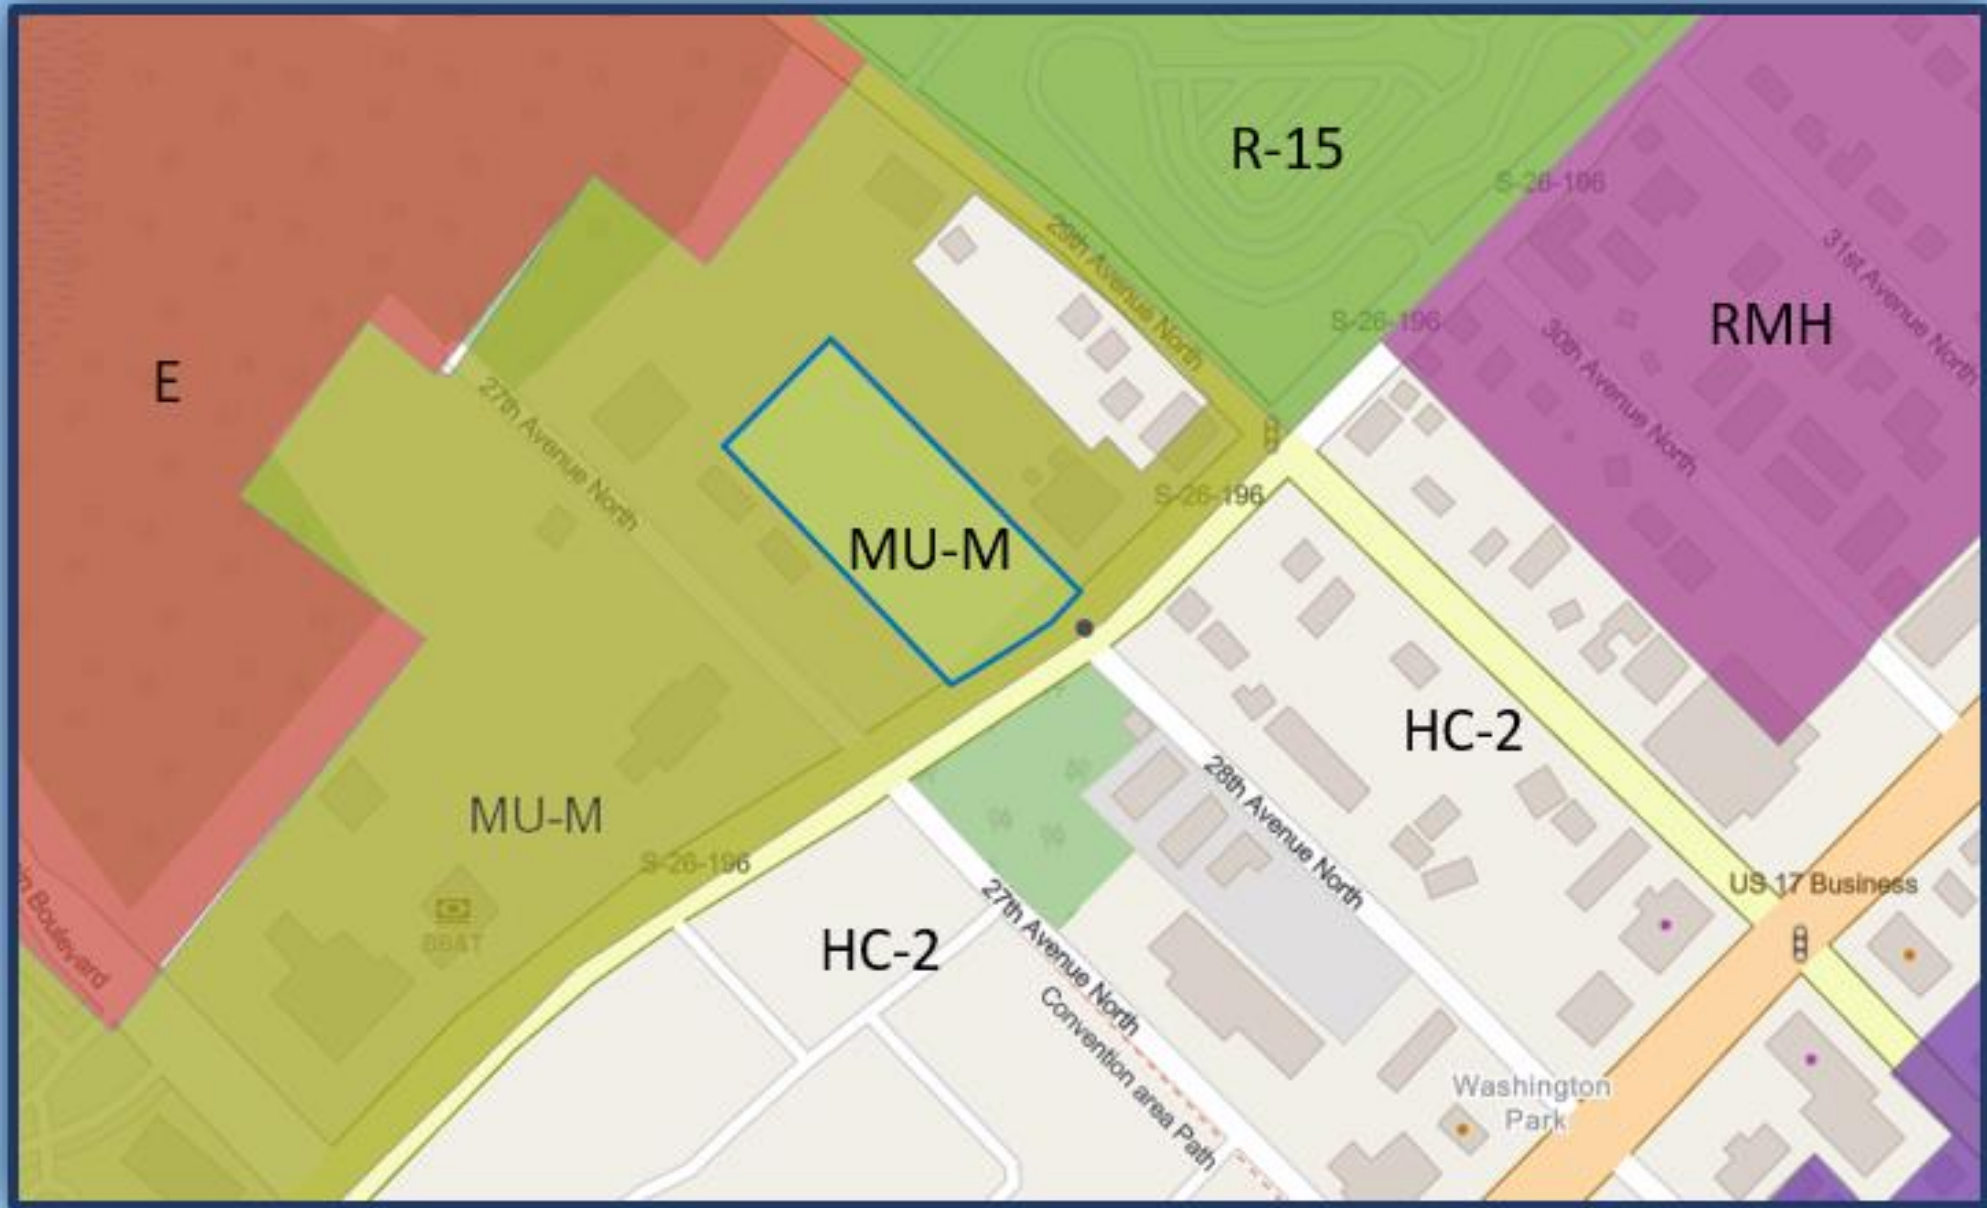 R-15
S-26-196
29th Avenue North
31st Avenue North
S-26-196
RMH
30th Avenue North
E
27th Avenue North
S-26-196
MU-M
HC-2
28th Avenue North
MU-M
S-26-196
US 17 Business
Boulevard
BB&T
HC-2
27th Avenue North
Convention area Path
Washington
Park